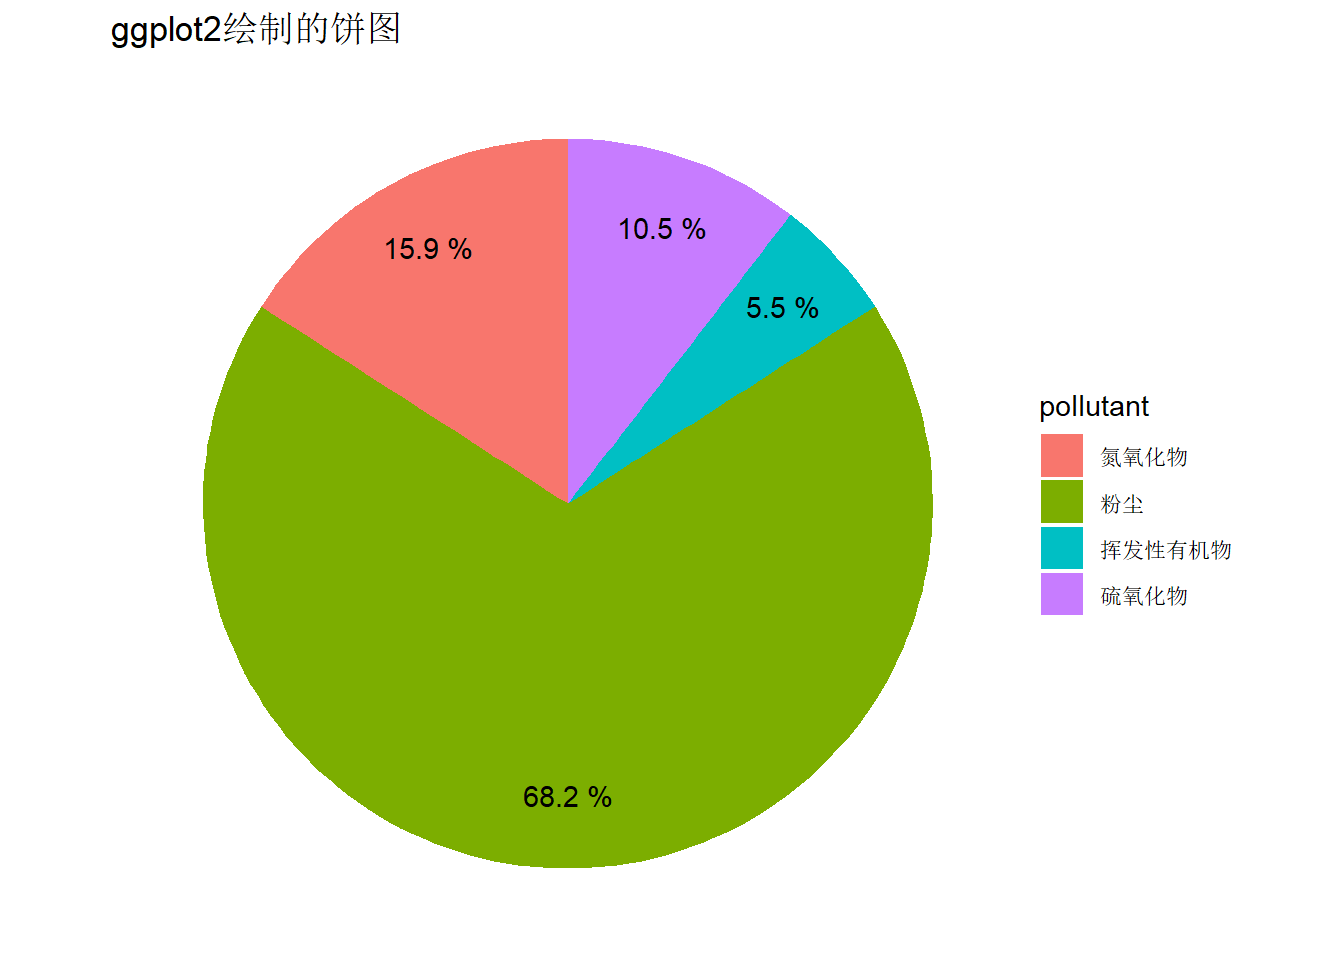 ggplot2绘制的饼图
10.5 %
15.9 %
5.5 %
68.2 %
pollutant
氮氧化物
粉尘
挥发性有机物
硫氧化物